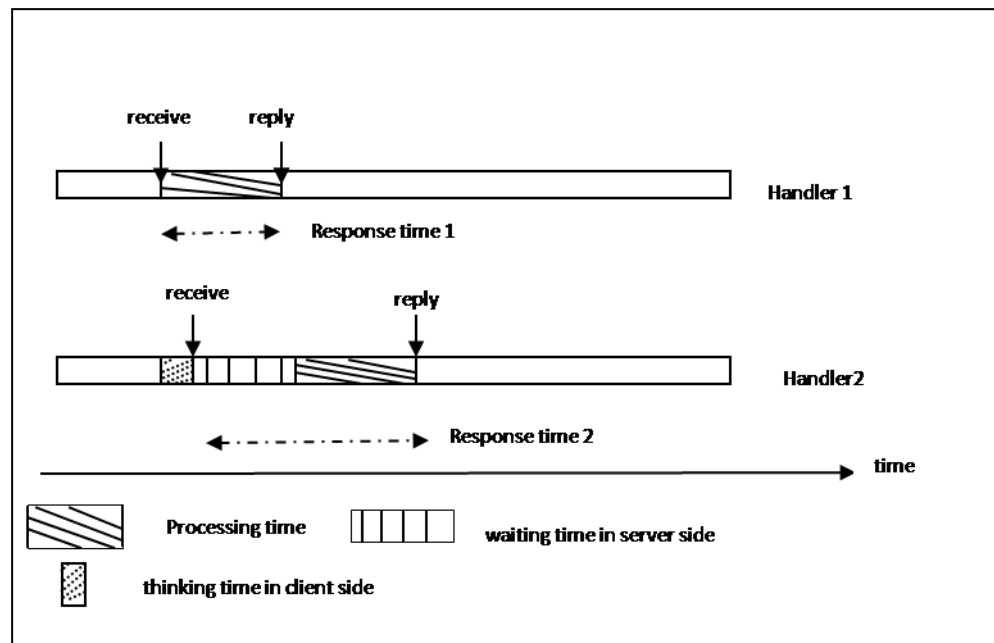 receive reply
Handler 1
Response time 1
receive reply
Handler2
Response time 2
time
Processing time
waiting time in server side
thinking time in client side